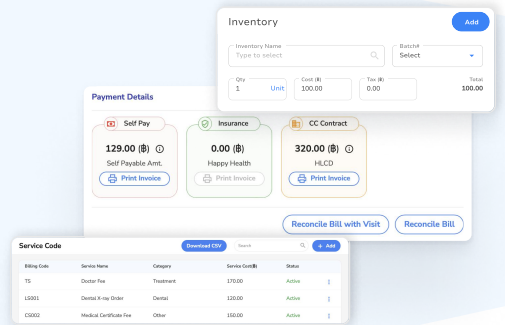 Inventory
Add
Inventory Name
Type to select
Batch#
Select
Qty
1
Unit
Cost (฿)
100.00
Tax (฿)
0.00
Total
100.00
Payment Details
Self Pay
129.00 (฿)
Self Payable Amt.
Print Invoice
Insurance
0.00 (฿)
Happy Health
Print Invoice
CC Contract
320.00 (฿)
HLCD
Print Invoice
Reconcile Bill with Visit
Reconcile Bill
Service Code
Download CSV
Search
+ Add
Billing Code Service Name Category Service Cost(฿) Status
TS Doctor Fee Treatment 170.00 Active
LS001 Dental X-ray Order Dental 120.00 Active
CS002 Medical Certificate Fee Other 150.00 Active